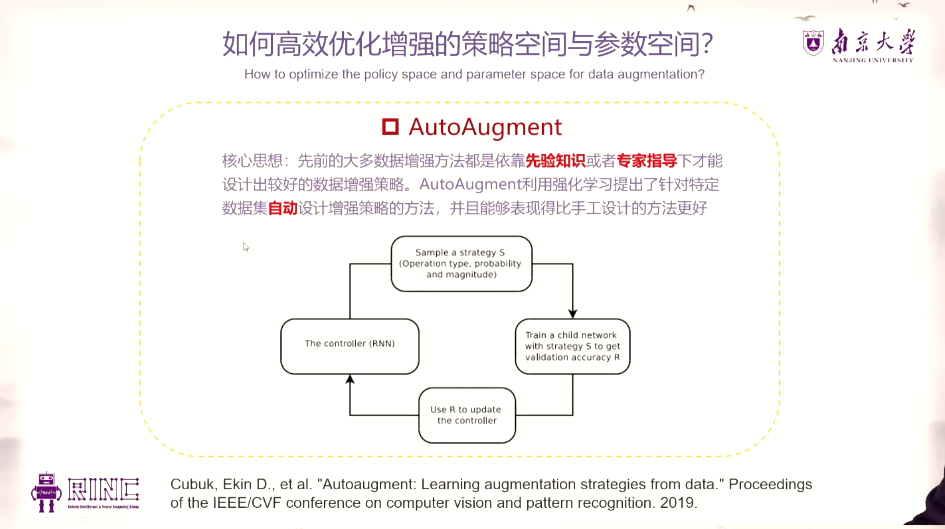 如何高效优化增强的策略空间与参数空间？
How to optimize the policy space and parameter space for data augmentation?
南京大学
NANJING UNIVERSITY
AutoAugment
核心思想：先前的大多数数据增强方法都是依靠先验知识或者专家指导下才能
设计出较好的数据增强策略。AutoAugment利用强化学习提出了针对特定
数据集自动设计增强策略的方法，并且能够表现得比手工设计的方法更好
Sample a strategy S
(Operation type, probability
and magnitude)
The controller (RNN)
Train a child network
with strategy S to get
validation accuracy R
Use R to update
the controller
RINC
Robotic Intelligence & Neural Computing Group
Cubuk, Ekin D., et al. "Autoaugment: Learning augmentation strategies from data." Proceedings
of the IEEE/CVF conference on computer vision and pattern recognition. 2019.